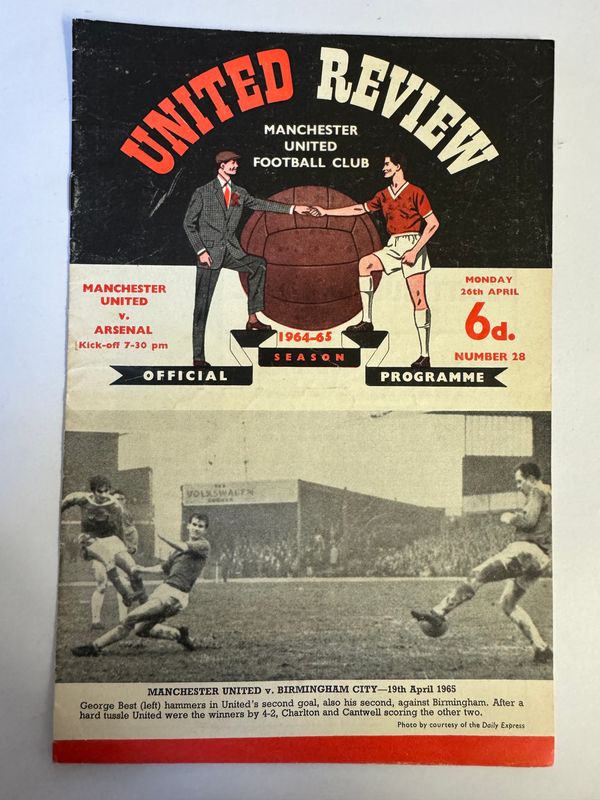 UNITED REVIEW
MANCHESTER
UNITED
FOOTBALL CLUB
MANCHESTER
UNITED
v.
ARSENAL
Kick-off 7-30 pm
MONDAY
26th APRIL
6d.
NUMBER 28
1964-65
SEASON
OFFICIAL
PROGRAMME
VOLKSWAGEN
MANCHESTER UNITED v. BIRMINGHAM CITY—19th April 1965
George Best (left) hammers in United's second goal, also his second, against Birmingham. After a
hard tussle United were the winners by 4-2, Charlton and Cantwell scoring the other two.
Photo by courtesy of the Daily Express